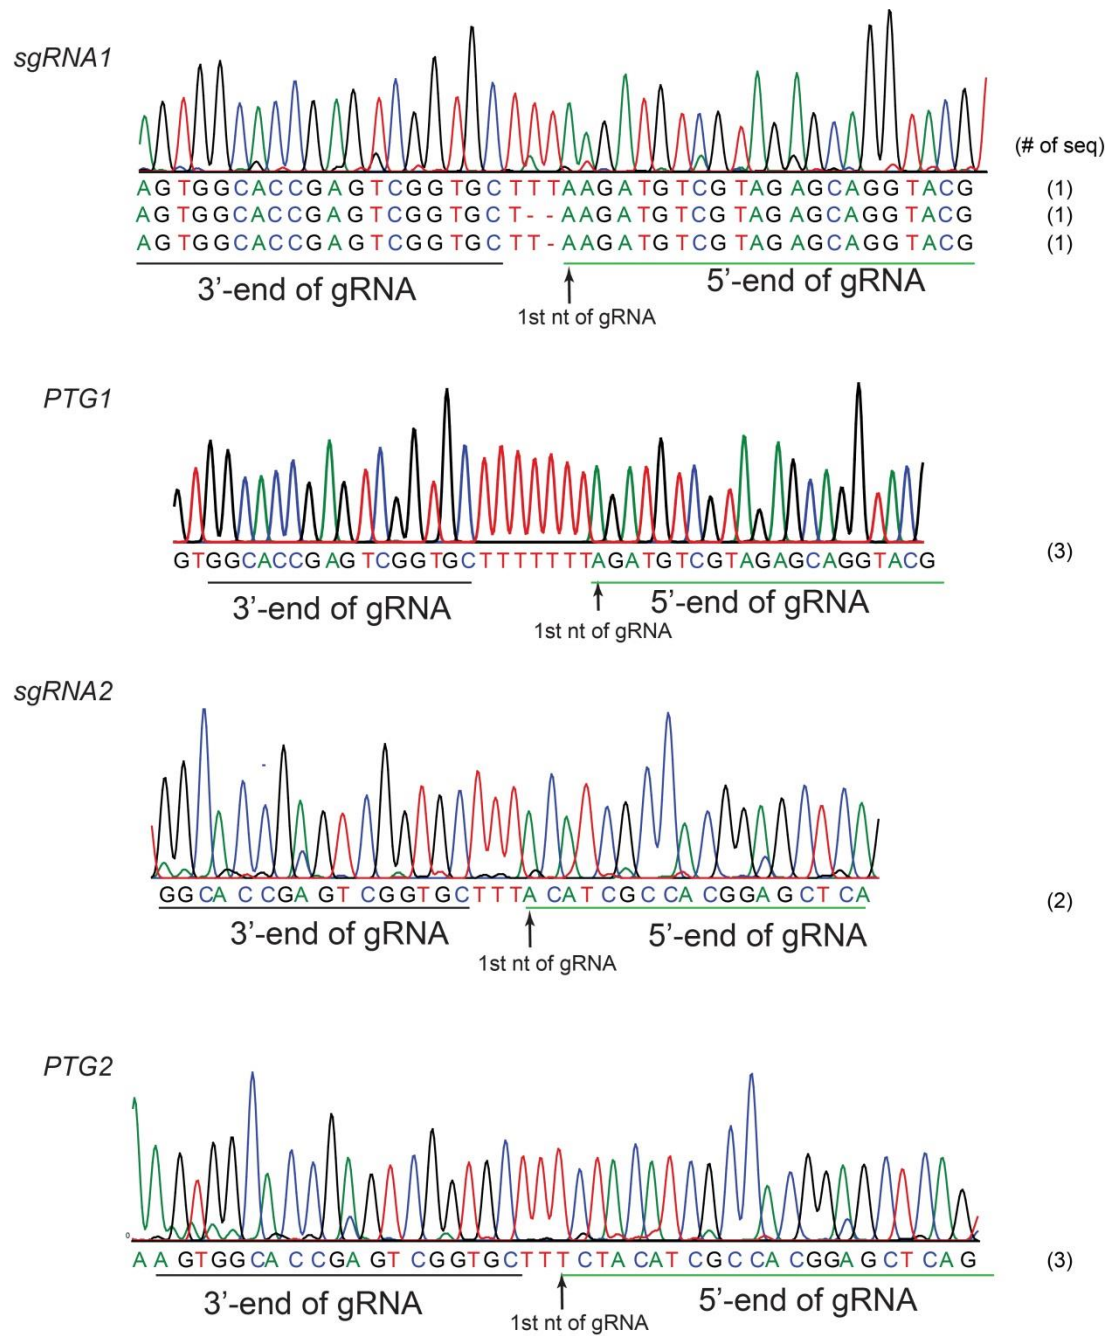 sgRNA1
(# of seq)
AGTGGCACCGAGTCGGTGCTTTAAGATGTCGTAGAGCAGGTACG (1)
AGTGGCACCGAGTCGGTGCT--AAGATGTCGTAGAGCAGGTACG (1)
AGTGGCACCGAGTCGGTGCTT-AAGATGTCGTAGAGCAGGTACG (1)
3’-end of gRNA 5’-end of gRNA
1st nt of gRNA
PTG1
GTGGCACCGAGTCGGTGCTTTTTTTAGATGTCGTAGAGCAGGTACG (3)
3’-end of gRNA 5’-end of gRNA
1st nt of gRNA
sgRNA2
GGCACCGAGTCGGTGCTTTACATCGCCACGGAGCTCA (2)
3’-end of gRNA 5’-end of gRNA
1st nt of gRNA
PTG2
0
AAGTGGCACCGAGTCGGTGCTTTCTACATCGCCACGGAGCTCAG (3)
3’-end of gRNA 5’-end of gRNA
1st nt of gRNA